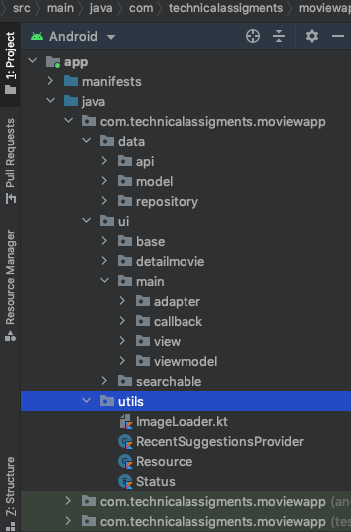 src main java com technicalassigments moviewapp
Android
1: Project
app
manifests
java
com.technicalassigments.moviewapp
data
api
model
repository
ui
base
detailmovie
main
adapter
callback
view
viewmodel
searchable
utils
ImageLoader.kt
RecentSuggestionsProvider
Resource
Status
com.technicalassigments.moviewapp (an
com.technicalassigments.moviewapp (tes
Pull Requests
Resource Manager
Z: Structure